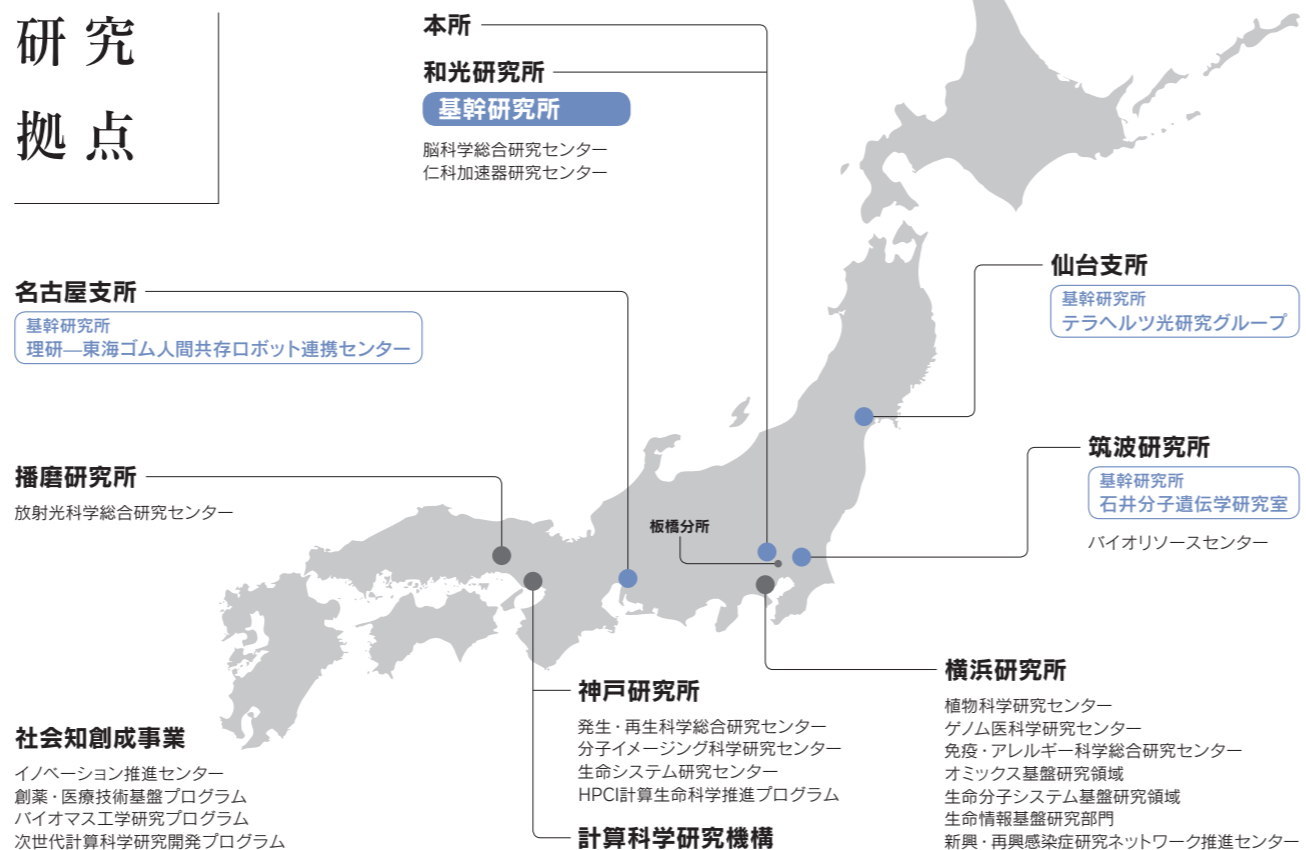 研究
拠点
本所
和光研究所
基幹研究所
脳科学総合研究センター
仁科加速器研究センター
名古屋支所
基幹研究所
理研—東海ゴム人間共存ロボット連携センター
仙台支所
基幹研究所
テラヘルツ光研究グループ
播磨研究所
放射光科学総合研究センター
筑波研究所
基幹研究所
石井分子遺伝学研究室
バイオリソースセンター
板橋分所
社会知創成事業
イノベーション推進センター
創薬・医療技術基盤プログラム
バイオマス工学研究プログラム
次世代計算科学研究開発プログラム
神戸研究所
発生・再生科学総合研究センター
分子イメージング科学研究センター
生命システム研究センター
HPCI計算生命科学推進プログラム
計算科学研究機構
横浜研究所
植物科学研究センター
ゲノム医科学研究センター
免疫・アレルギー科学総合研究センター
オミックス基盤研究領域
生命分子システム基盤研究領域
生命情報基盤研究部門
新興・再興感染症研究ネットワーク推進センター